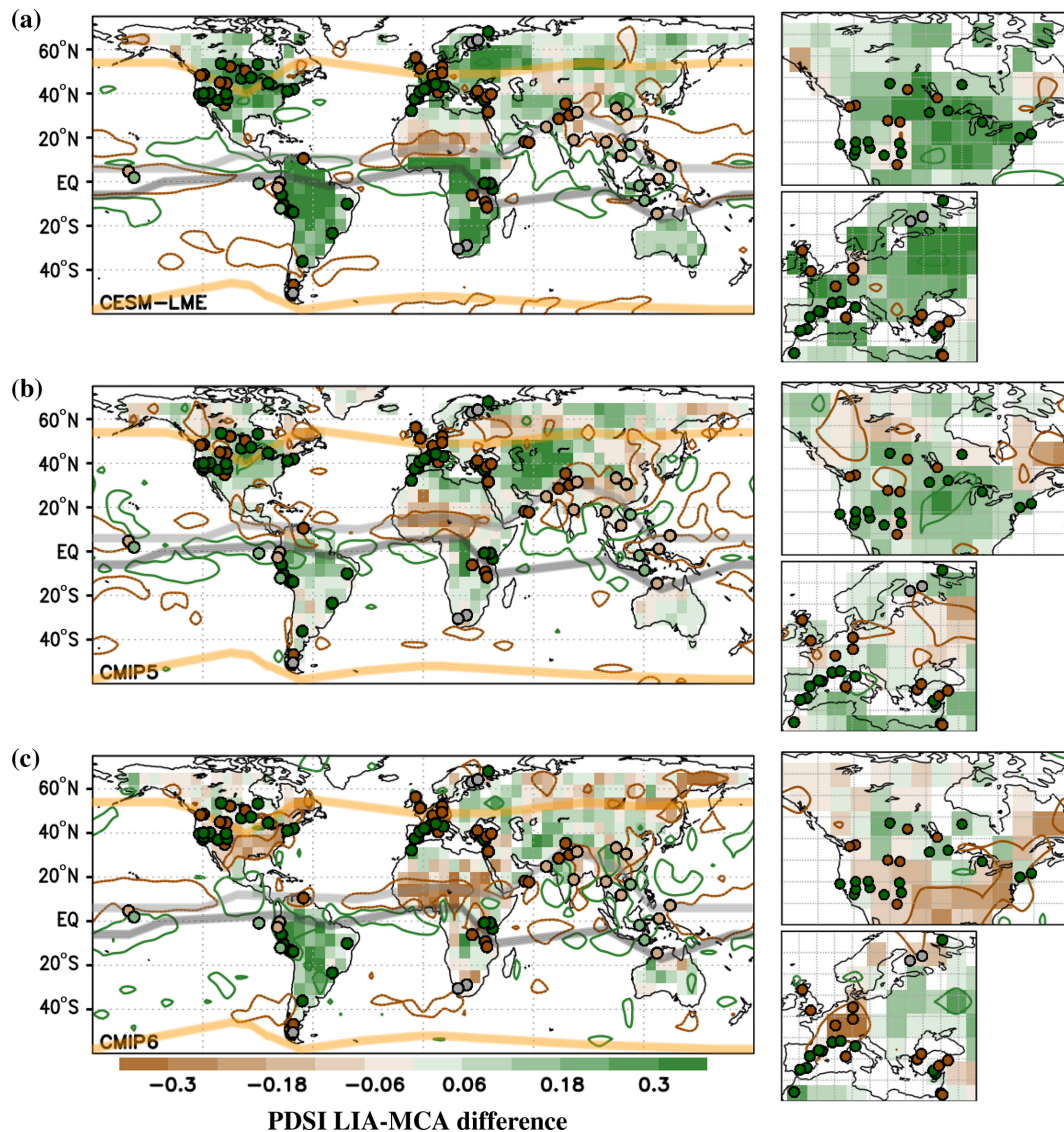 (a)
60°N
40°N
20°N
EQ
20°S
40°S
CESM-LME
(b)
60°N
40°N
20°N
EQ
20°S
40°S
CMIP5
(c)
60°N
40°N
20°N
EQ
20°S
40°S
CMIP6
-0.3 -0.18 -0.06 0.06 0.18 0.3
PDSI LIA-MCA difference